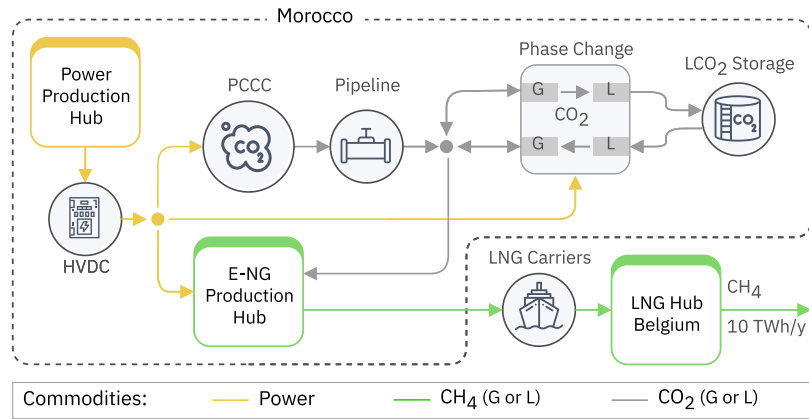 Morocco
Power
Production
Hub
PCCC
Pipeline
Phase Change
LCO2 Storage
G
L
CO2
G
L
CO2
CO2
HVDC
E-NG
Production
Hub
LNG Carriers
LNG Hub
Belgium
CH4
10 TWh/y
Commodities:
Power
CH4 (G or L)
CO2 (G or L)